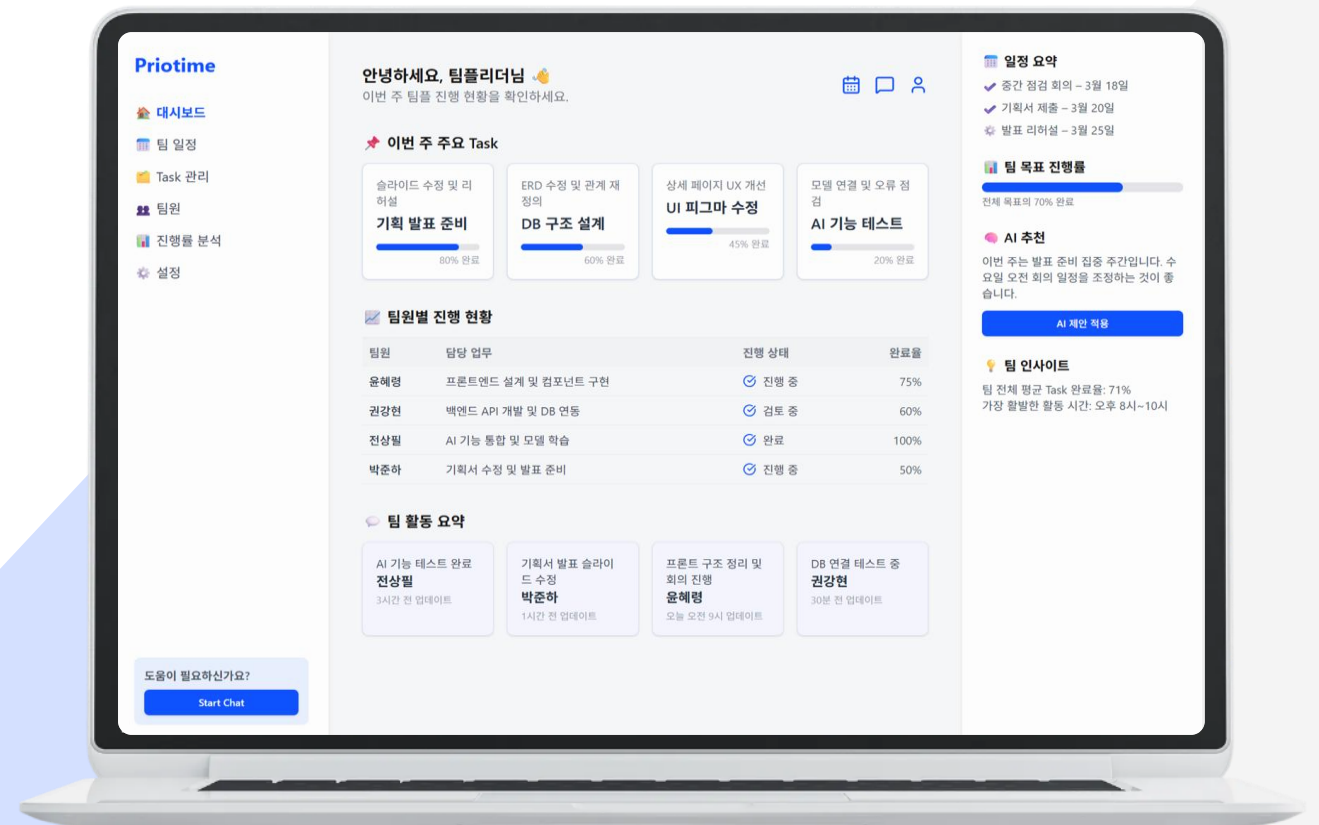 Priotime
대시보드
팀 일정
Task 관리
팀원
진행률 분석
설정
도움이 필요하신가요?
Start Chat
안녕하세요, 팀플리더님 👋
이번 주 팀플 진행 현황을 확인하세요.
이번 주 주요 Task
슬라이드 수정 및 리
허설
기획 발표 준비
80% 완료
ERD 수정 및 관계 재
정의
DB 구조 설계
60% 완료
상세 페이지 UX 개선
UI 피그마 수정
45% 완료
모델 연결 및 오류 점
검
AI 기능 테스트
20% 완료
팀원별 진행 현황
팀원 담당 업무 진행 상태 완료율
윤혜령 프론트엔드 설계 및 컴포넌트 구현 진행 중 75%
권강현 백엔드 API 개발 및 DB 연동 검토 중 60%
전상필 AI 기능 통합 및 모델 학습 완료 100%
박준하 기획서 수정 및 발표 준비 진행 중 50%
팀 활동 요약
AI 기능 테스트 완료
전상필
3시간 전 업데이트
기획서 발표 슬라이
드 수정
박준하
1시간 전 업데이트
프론트 구조 정리 및
회의 진행
윤혜령
오늘 오전 9시 업데이트
DB 연결 테스트 중
권강현
30분 전 업데이트
일정 요약
중간 점검 회의 – 3월 18일
기획서 제출 – 3월 20일
발표 리허설 – 3월 25일
팀 목표 진행률
전체 목표의 70% 완료
AI 추천
이번 주는 발표 준비 집중 주간입니다. 수
요일 오전 회의 일정을 조정하는 것이 좋
습니다.
AI 제안 적용
팀 인사이트
팀 전체 평균 Task 완료율: 71%
가장 활발한 활동 시간: 오후 8시~10시